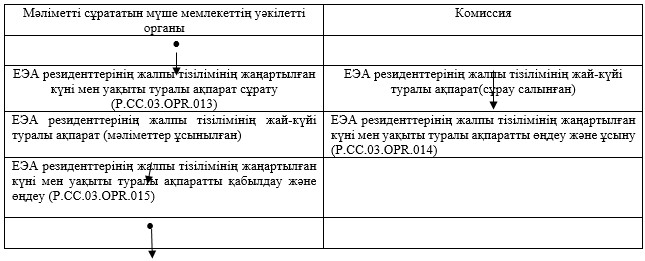 Мәліметті сұрататын мүше мемлекеттің уәкілетті
органы
Комиссия
ЕЭА резиденттерінің жалпы тізілімінің жаңартылған
күні мен уақыты туралы ақпарат сұрату
(P.CC.03.OPR.013)
ЕЭА резиденттерінің жалпы тізілімінің жай-күйі
туралы ақпарат(сұрау салынған)
ЕЭА резиденттерінің жалпы тізілімінің жай-күйі
туралы ақпарат (мәліметтер ұсынылған)
ЕЭА резиденттерінің жалпы тізілімінің жаңартылған
күні мен уақыты туралы ақпаратты өңдеу және ұсыну
(P.CC.03.OPR.014)
ЕЭА резиденттерінің жалпы тізілімінің жаңартылған
күні мен уақыты туралы ақпаратты қабылдау және
өңдеу (P.CC.03.OPR.015)